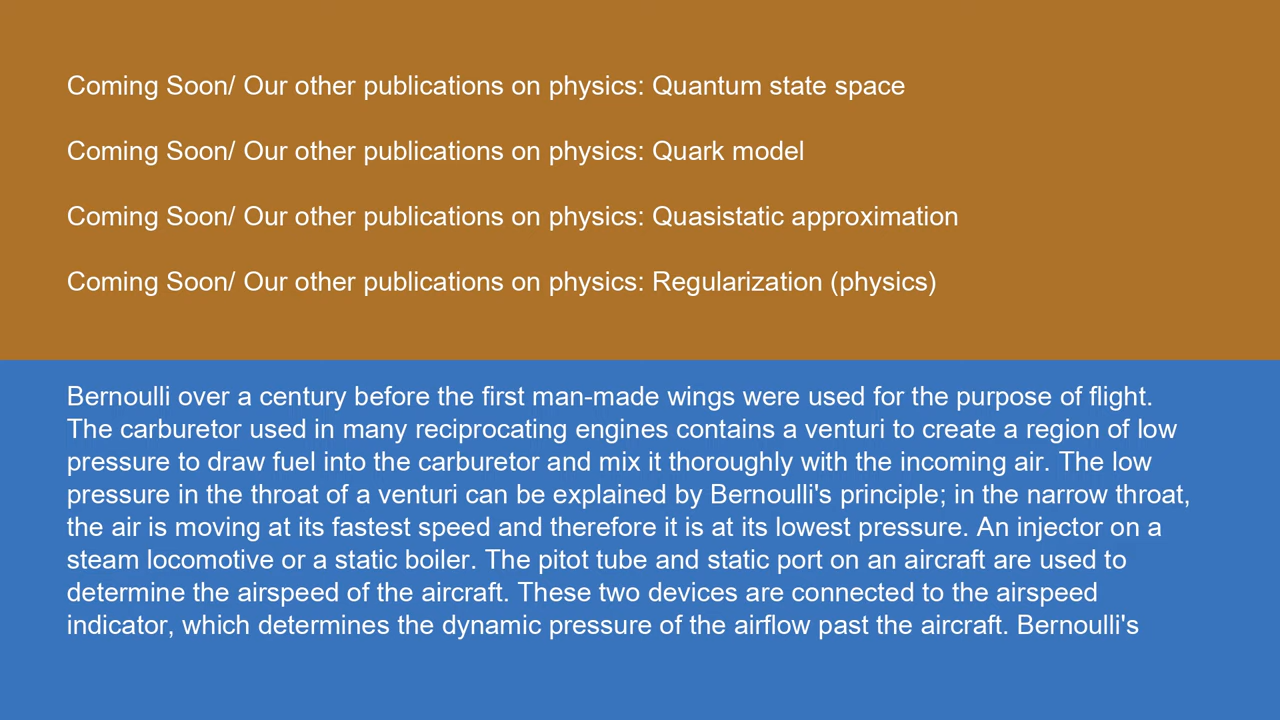 Coming Soon/ Our other publications on physics: Quantum state space
Coming Soon/ Our other publications on physics: Quark model
Coming Soon/ Our other publications on physics: Quasistatic approximation
Coming Soon/ Our other publications on physics: Regularization (physics)
Bernoulli over a century before the first man-made wings were used for the purpose of flight.
The carburetor used in many reciprocating engines contains a venturi to create a region of low
pressure to draw fuel into the carburetor and mix it thoroughly with the incoming air. The low
pressure in the throat of a venturi can be explained by Bernoulli's principle; in the narrow throat,
the air is moving at its fastest speed and therefore it is at its lowest pressure. An injector on a
steam locomotive or a static boiler. The pitot tube and static port on an aircraft are used to
determine the airspeed of the aircraft. These two devices are connected to the airspeed
indicator, which determines the dynamic pressure of the airflow past the aircraft. Bernoulli's